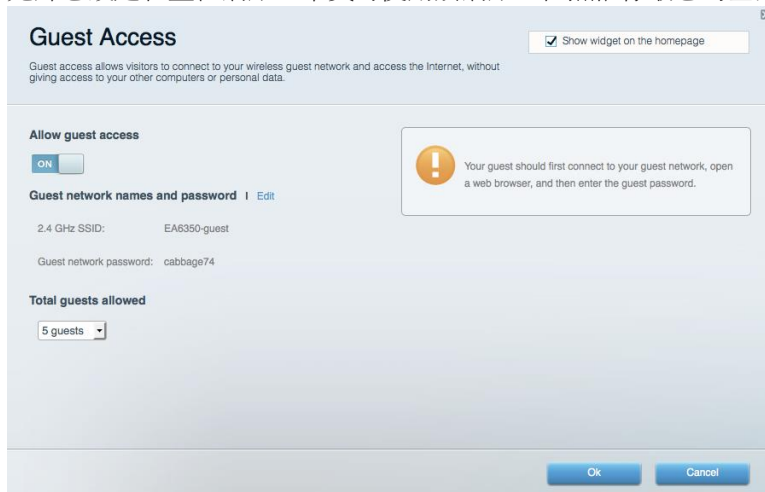 Guest Access
Show widget on the homepage
Guest access allows visitors to connect to your wireless guest network and access the Internet, without
giving access to your other computers or personal data.
Allow guest access
ON
Your guest should first connect to your guest network, open
a web browser, and then enter the guest password.
Guest network names and password | Edit
2.4 GHz SSID: EA6350-guest
Guest network password: cabbage74
Total guests allowed
5 guests
Ok
Cancel